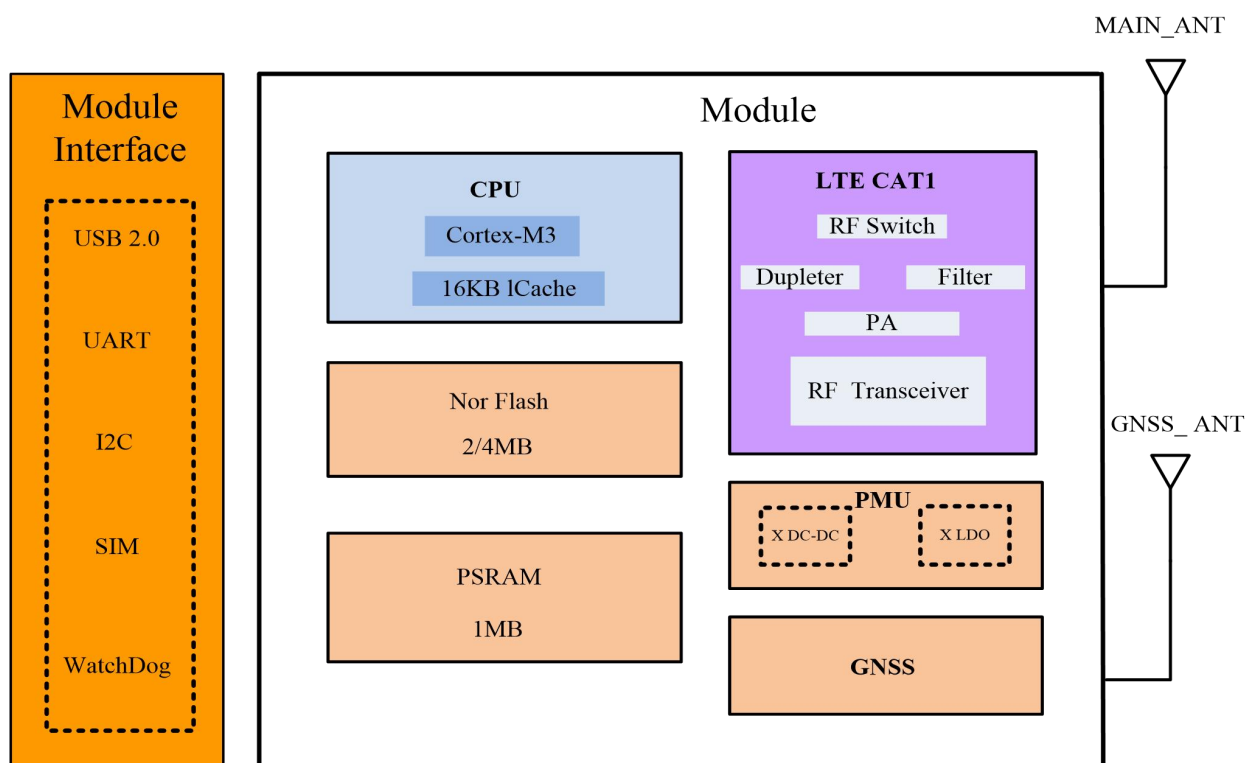 MAIN_ANT
Module
Interface
USB 2.0
UART
I2C
SIM
WatchDog
Module
CPU
Cortex-M3
16KB lCache
Nor Flash
2/4MB
PSRAM
1MB
LTE CAT1
RF Switch
Dupleter
Filter
PA
RF Transceiver
PMU
X DC-DC
X LDO
GNSS
GNSS_ ANT